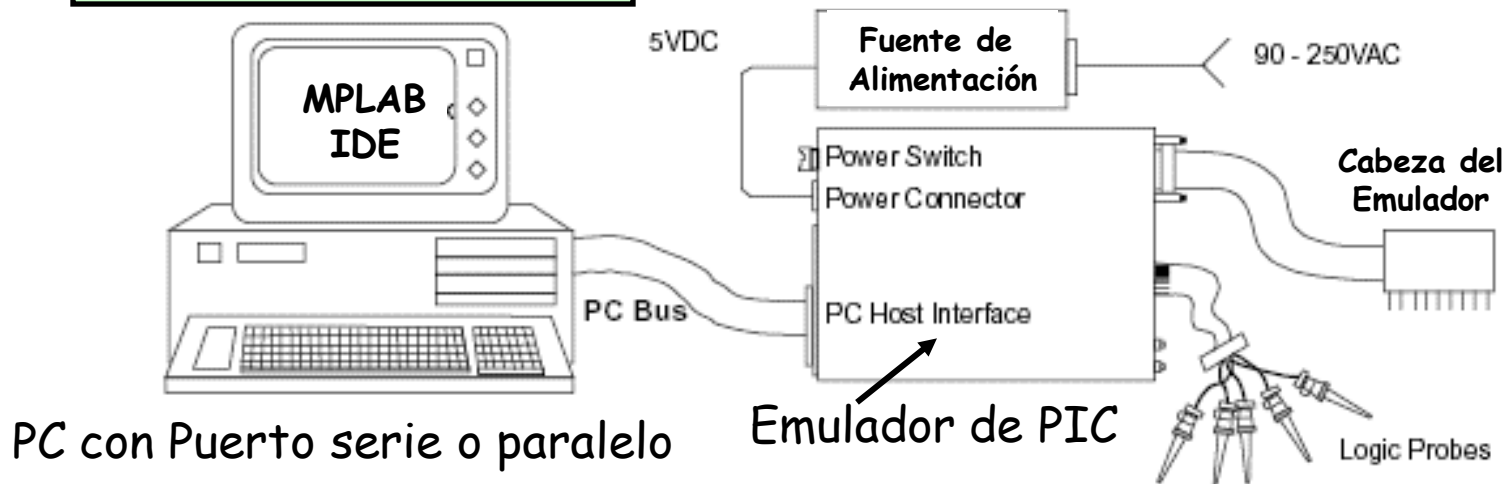 5VDC
Fuente de
Alimentación
90 - 250VAC
MPLAB
IDE
Power Switch
Power Connector
Cabeza del
Emulador
PC Bus
PC Host Interface
PC con Puerto serie o paralelo
Emulador de PIC
Logic Probes